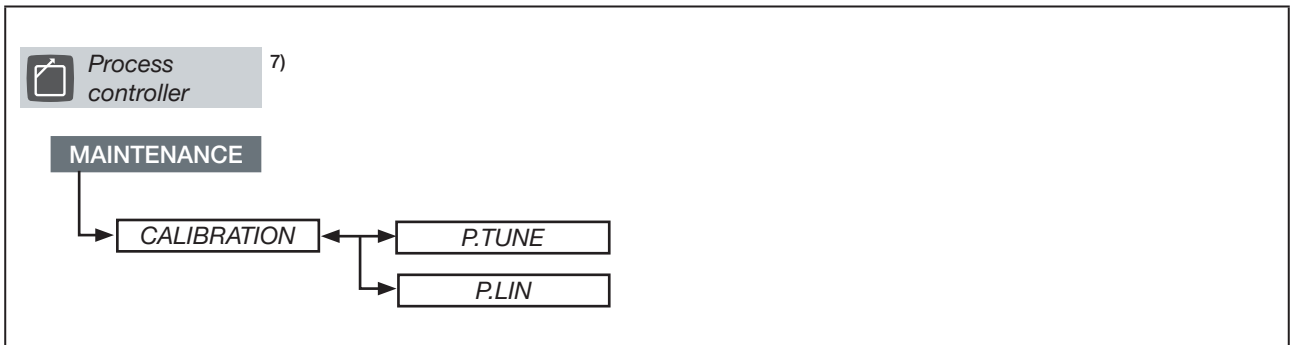 Process 7)
controller
MAINTENANCE
CALIBRATION P.TUNE
P.LIN